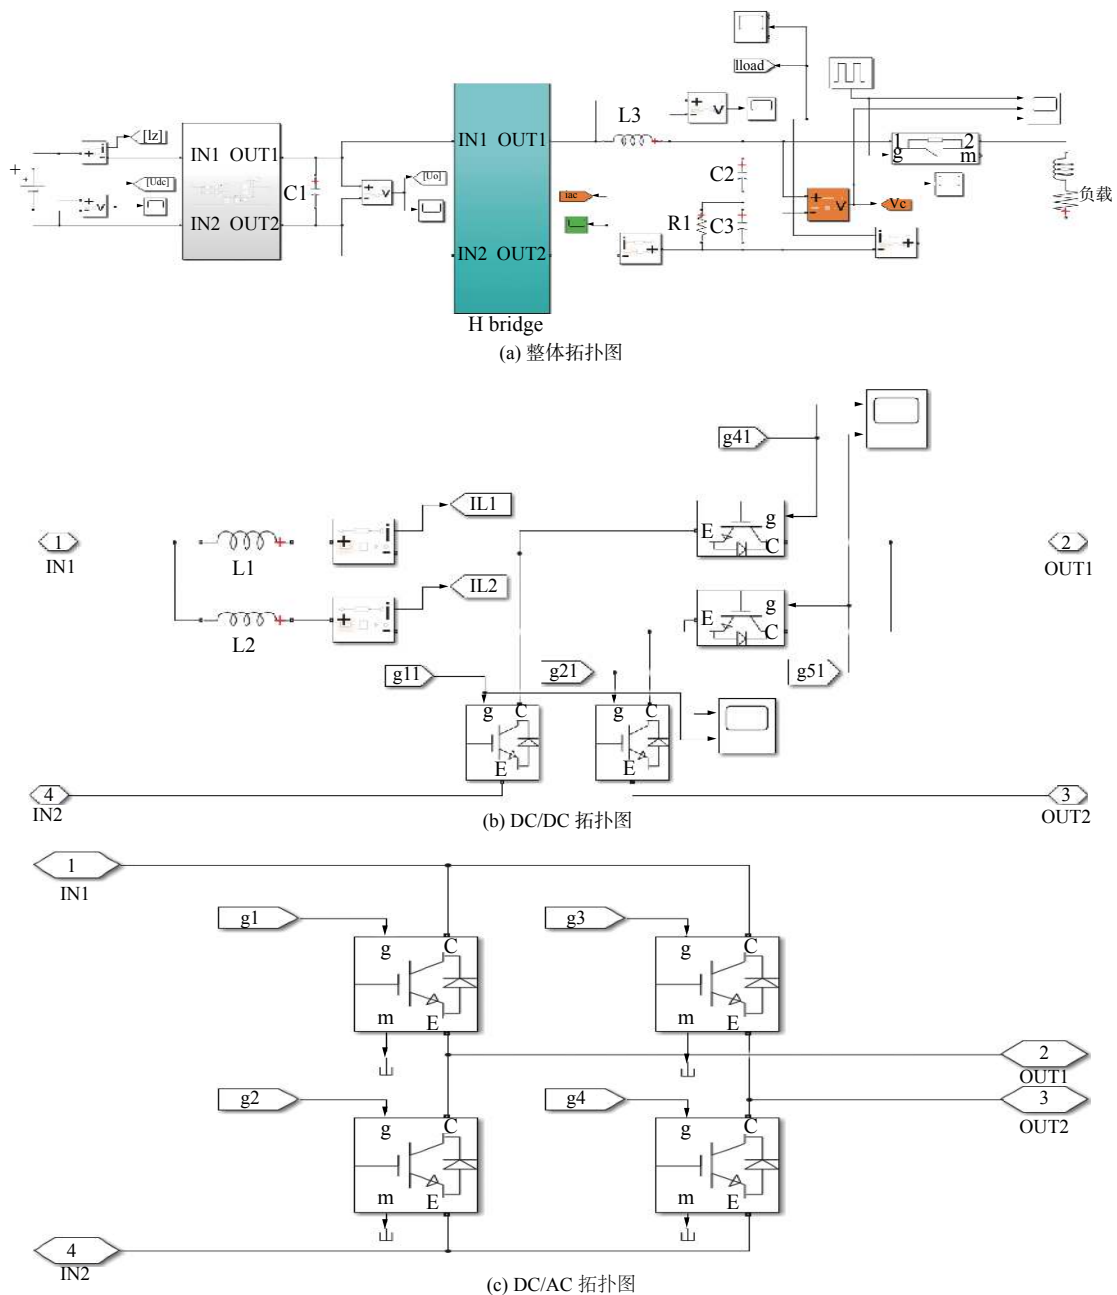 Iload
L3
[Iz]
IN1 OUT1
IN1 OUT1
1 2
g m
[Udc]
C1
[Uo]
C2
iac
Vc
负载
IN2 OUT2
R1 C3
IN2 OUT2
H bridge
(a) 整体拓扑图
g41
IL1
1
IN1
L1
E g C
2
OUT1
IL2
L2
E g C
g11
g21
g51
g C E
g C E
4
IN2
3
OUT2
(b) DC/DC 拓扑图
1
IN1
g1
g3
g C
g C
m E
m E
2
OUT1
g2
g4
3
OUT2
g C
g C
m E
m E
4
IN2
(c) DC/AC 拓扑图